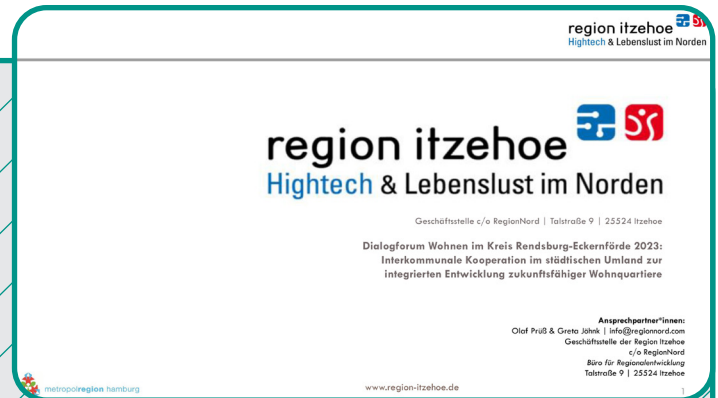 region itzehoe
Hightech & Lebenslust im Norden
region itzehoe
Hightech & Lebenslust im Norden
Geschäftsstelle c/o RegionNord | Talstraße 9 | 25524 Itzehoe
Dialogforum Wohnen im Kreis Rendsburg-Eckernförde 2023:
Interkommunale Kooperation im städtischen Umland zur
integrierten Entwicklung zukunftsfähiger Wohnquartiere
Ansprechpartner*innen:
Olaf Prüß & Greta Jöhnk | info@regionnord.com
Geschäftsstelle der Region Itzehoe
c/o RegionNord
Büro für Regionalentwicklung
Talstraße 9 | 25524 Itzehoe
metropolregion hamburg
www.region-itzehoe.de
1